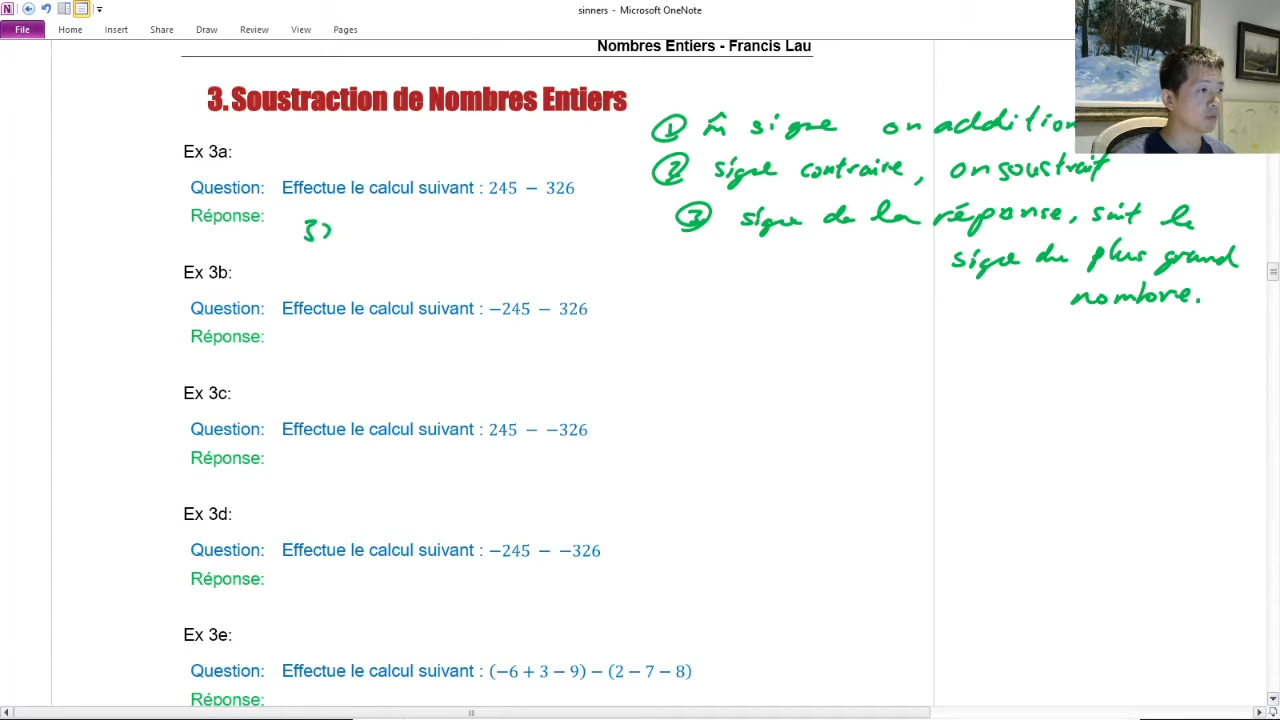 sinners - Microsoft OneNote
File Home Insert Share Draw Review View Pages
Nombres Entiers - Francis Lau
3. Soustraction de Nombres Entiers
① m̂ signe on addition
② signe contraire, on soustrait
③ signe de la réponse, suit le
signe du plus grand
nombre.
Ex 3a:
Question: Effectue le calcul suivant : 245 − 326
Réponse:
32
Ex 3b:
Question: Effectue le calcul suivant : −245 − 326
Réponse:
Ex 3c:
Question: Effectue le calcul suivant : 245 − −326
Réponse:
Ex 3d:
Question: Effectue le calcul suivant : −245 − −326
Réponse:
Ex 3e:
Question: Effectue le calcul suivant : (−6 + 3 − 9) − (2 − 7 − 8)
Réponse: